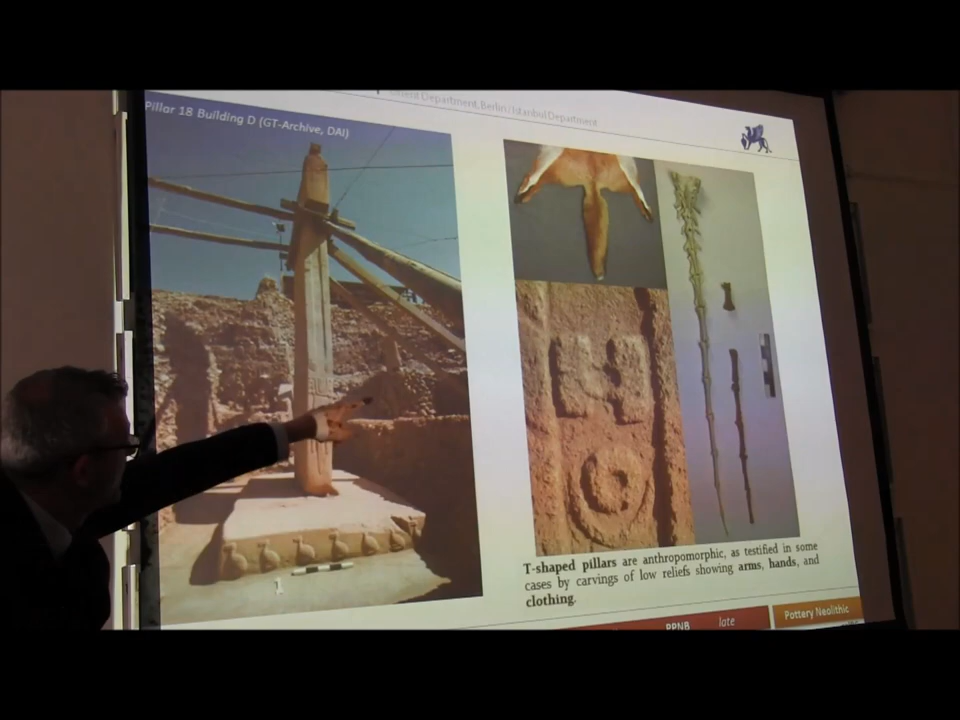 Orient Department, Berlin / Istanbul Department
Pillar 18 Building D (GT-Archive, DAI)
T-shaped pillars are anthropomorphic, as testified in some
cases by carvings of low reliefs showing arms, hands, and
clothing.
PPNB late
Pottery Neolithic